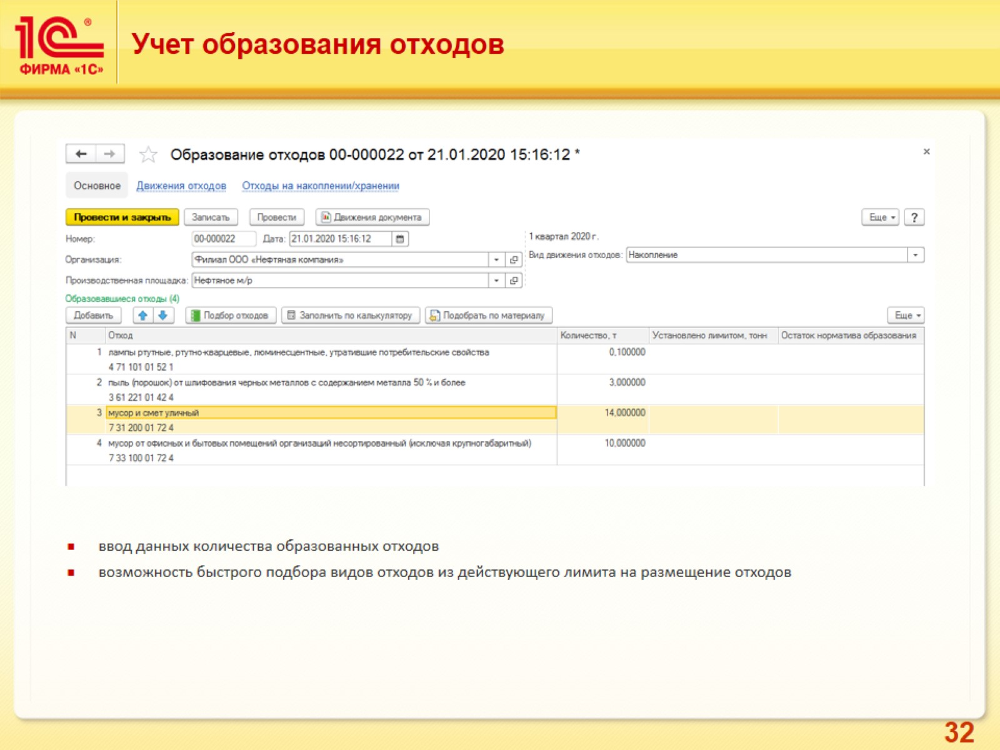 1С ®
ФИРМА «1С»
Учет образования отходов
Образование отходов 00-000022 от 21.01.2020 15:16:12 *
Основное Движения отходов Отходы на накоплении/хранении
Провести и закрыть Записать Провести Движения документа Еще ?
Номер: 00-000022 Дата: 21.01.2020 15:16:12 1 квартал 2020 г.
Организация: Филиал ООО «Нефтяная компания» Вид движения отходов: Накопление
Производственная площадка: Нефтяное м/р
Образовавшиеся отходы (4)
Добавить Подбор отходов Заполнить по калькулятору Подобрать по материалу Еще
N Отход Количество, т Установлено лимитом, тонн Остаток норматива образования
1 лампы ртутные, ртутно-кварцевые, люминесцентные, утратившие потребительские свойства 0,100000
4 71 101 01 52 1
2 пыль (порошок) от шлифования черных металлов с содержанием металла 50 % и более 3,000000
3 61 221 01 42 4
3 мусор и смет уличный 14,000000
7 31 200 01 72 4
4 мусор от офисных и бытовых помещений организаций несортированный (исключая крупногабаритный) 10,000000
7 33 100 01 72 4
ввод данных количества образованных отходов
возможность быстрого подбора видов отходов из действующего лимита на размещение отходов
32